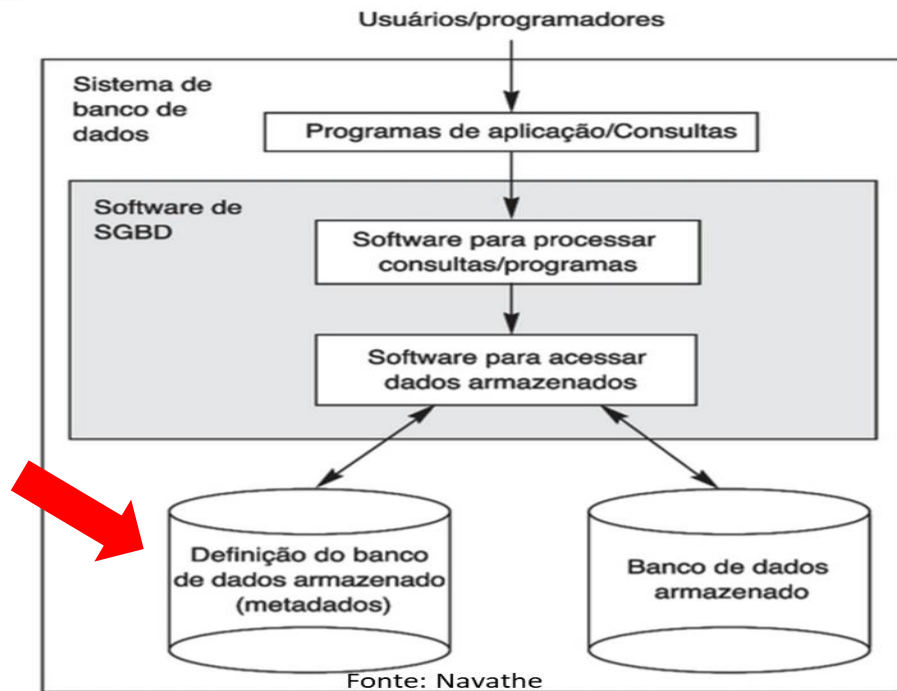 Usuários/programadores
Sistema de
banco de
dados
Programas de aplicação/Consultas
Software de
SGBD
Software para processar
consultas/programas
Software para acessar
dados armazenados
Definição do banco
de dados armazenado
(metadados)
Banco de dados
armazenado
Fonte: Navathe